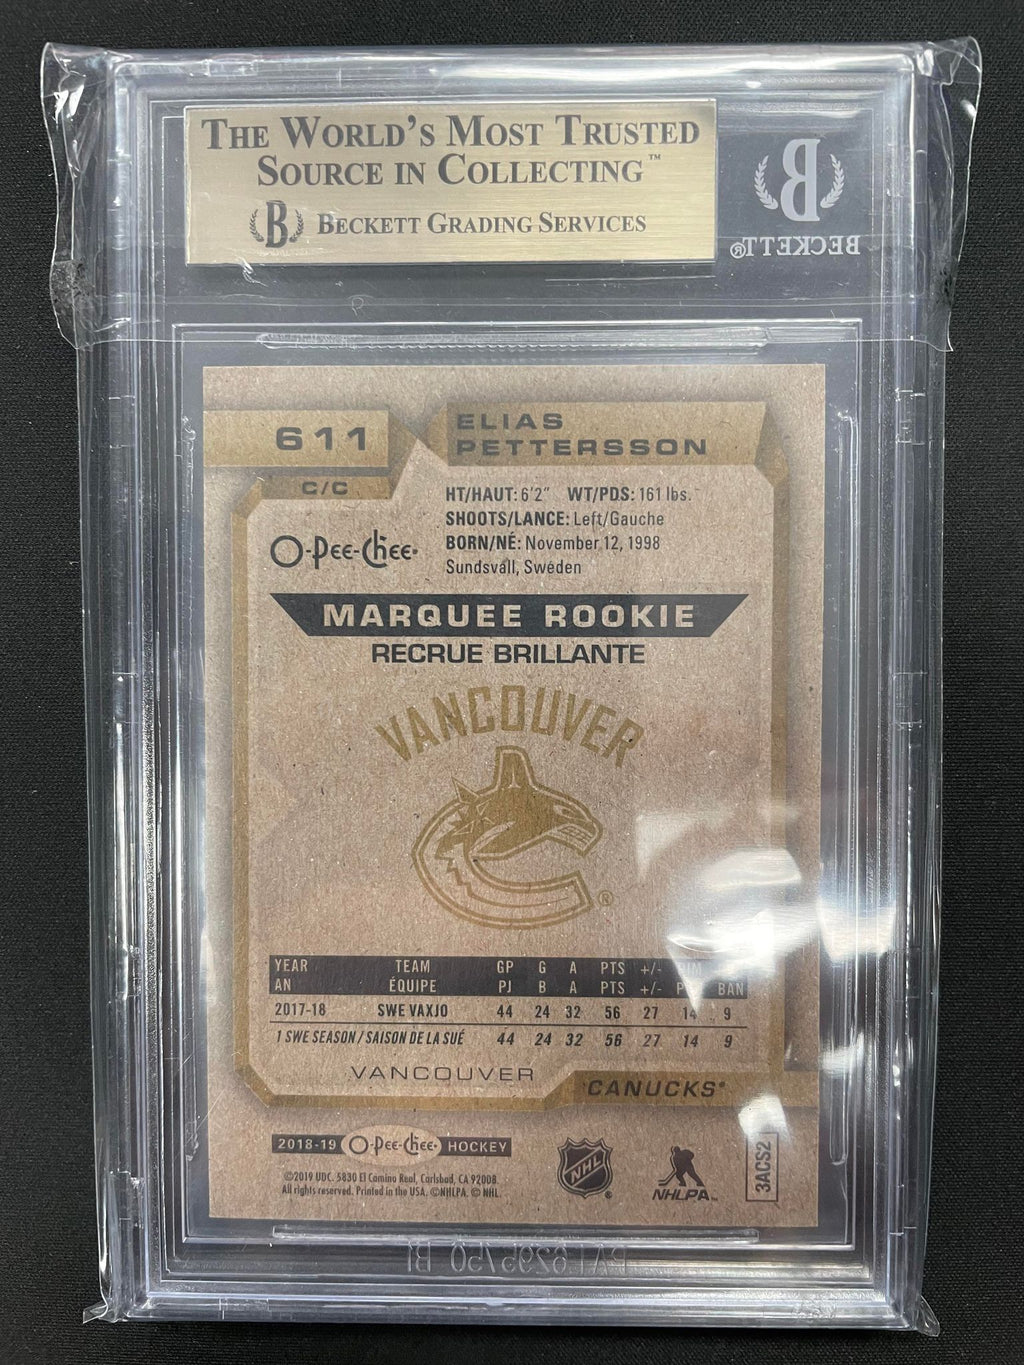 THE WORLD'S MOST TRUSTED
SOURCE IN COLLECTING™
B BECKETT GRADING SERVICES
B
BECKETT®
611
C/C
ELIAS
PETTERSSON
HT/HAUT: 6'2" WT/PDS: 161 lbs.
SHOOTS/LANCE: Left/Gauche
BORN/NÉ: November 12, 1998
Sundsvall, Sweden
O-Pee-Chee®
MARQUEE ROOKIE
RECRUE BRILLANTE
VANCOUVER
®
YEAR TEAM GP G A PTS +/-
AN ÉQUIPE PJ B A PTS +/- BAN
2017-18 SWE VAXJO 44 24 32 56 27 14 9
1 SWE SEASON / SAISON DE LA SUÉ 44 24 32 56 27 14 9
VANCOUVER
CANUCKS®
2018-19 O-Pee-Chee® HOCKEY
©2019 UDC. 5830 El Camino Real, Carlsbad, CA 92008.
All rights reserved. Printed in the USA. ©NHLPA. © NHL.
NHL®
NHLPA™
3ACS2